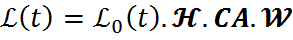 ℒ(t) = ℒ₀(t).𝓗.𝑪𝑨.𝓦